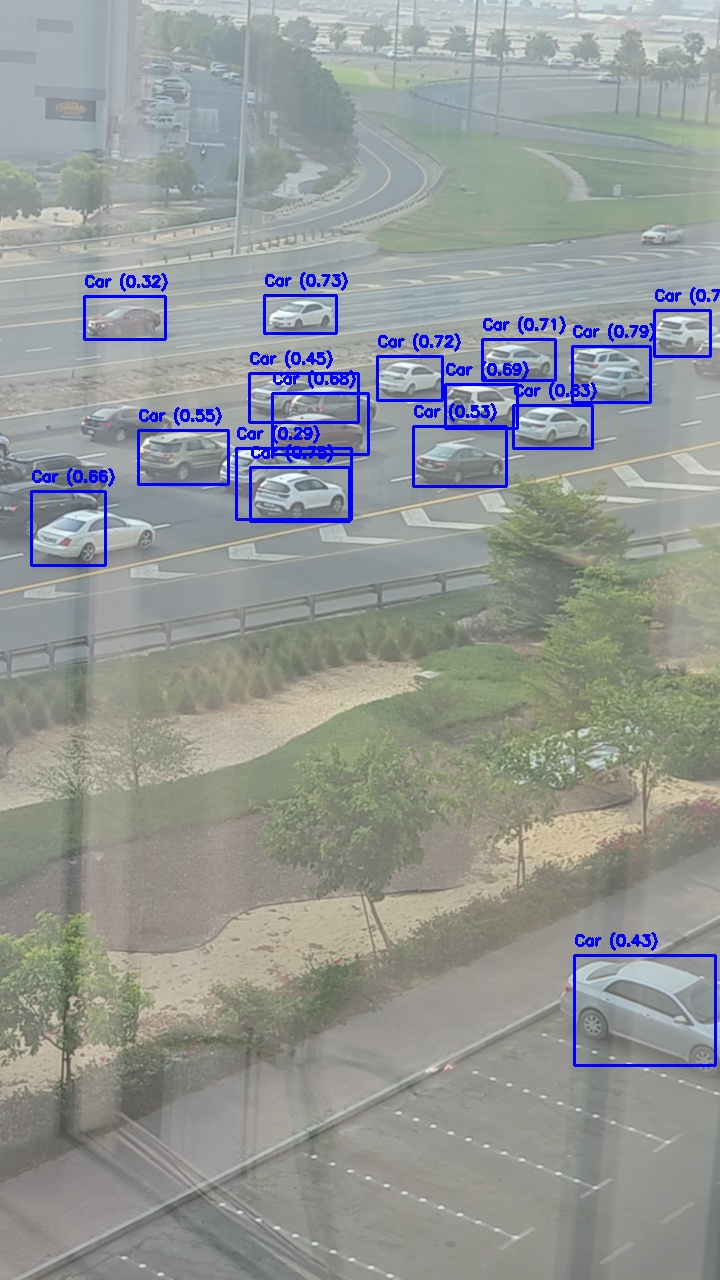 Car (0.32)
Car (0.73)
Car (0.7
Car (0.71)
Car (0.79)
Car (0.72)
Car (0.45)
Car (0.69)
Car (0.68)
Car (0.83)
Car (0.53)
Car (0.55)
Car (0.29)
Car (0.66)
Car (0.43)